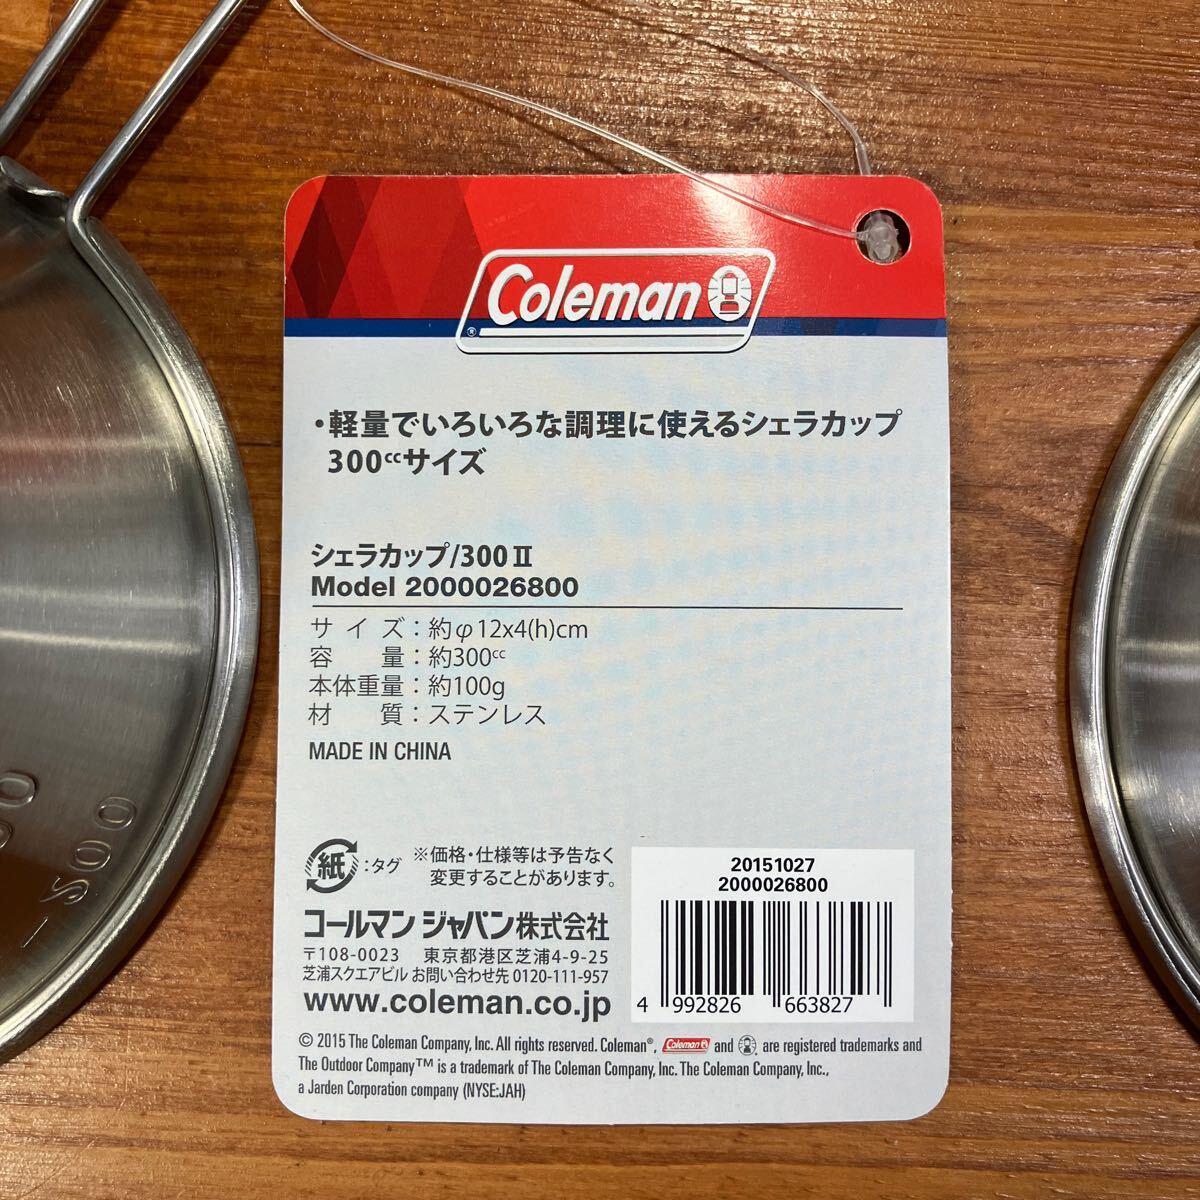 Coleman
®
・軽量でいろいろな調理に使えるシェラカップ
300ccサイズ
シェラカップ/300Ⅱ
Model 2000026800
サイズ：約φ12x4(h)cm
容量：約300cc
本体重量：約100g
材質：ステンレス
MADE IN CHINA
紙：タグ
※価格・仕様等は予告なく
変更することがあります。
コールマン ジャパン株式会社
〒108-0023 東京都港区芝浦4-9-25
芝浦スクエアビル お問い合わせ先 0120-111-957
www.coleman.co.jp
20151027
2000026800
4 992826 663827
© 2015 The Coleman Company, Inc. All rights reserved. Coleman®, Coleman and , are registered trademarks and
The Outdoor Company™ is a trademark of The Coleman Company, Inc. The Coleman Company, Inc.,
a Jarden Corporation company (NYSE:JAH)
-300